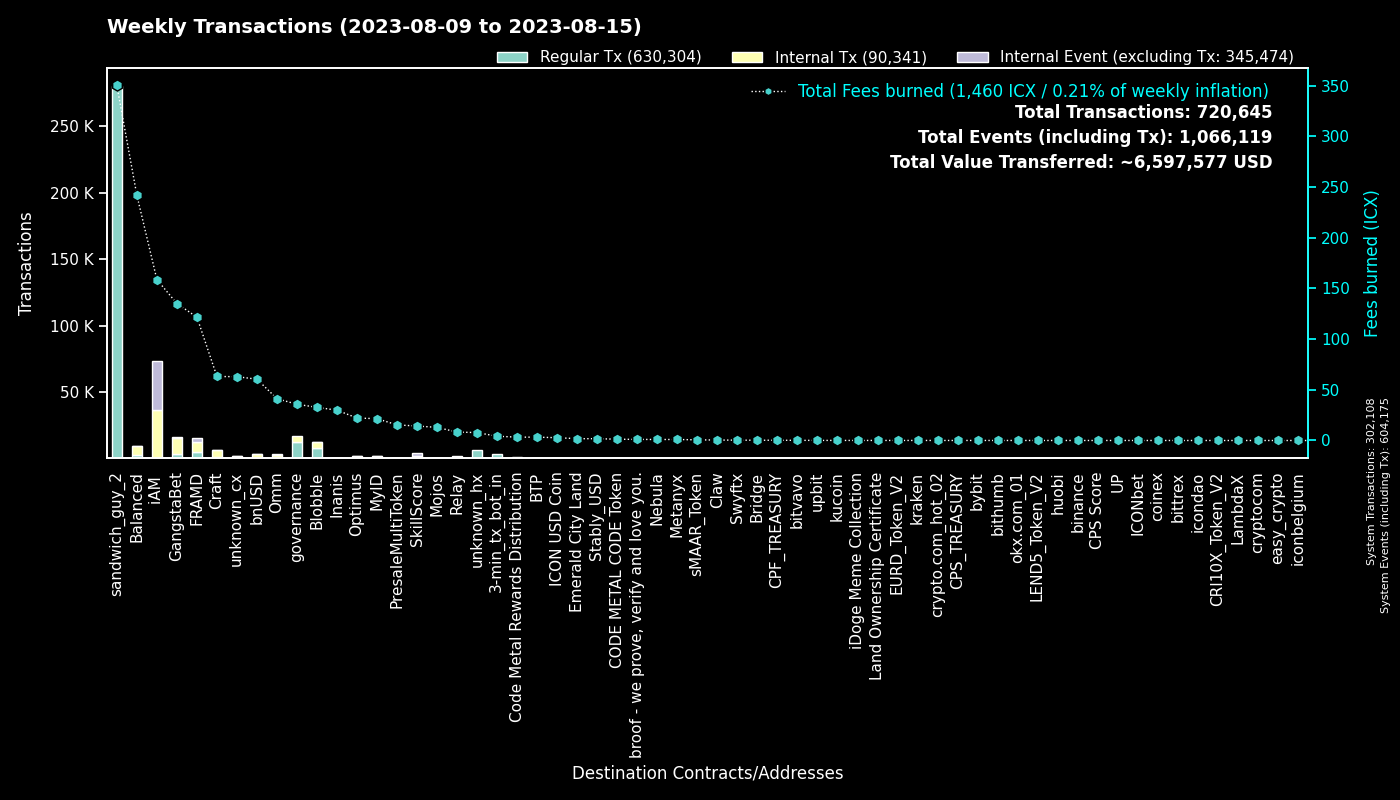 Weekly Transactions (2023-08-09 to 2023-08-15)
Regular Tx (630,304)
Internal Tx (90,341)
Internal Event (excluding Tx: 345,474)
Total Fees burned (1,460 ICX / 0.21% of weekly inflation)
Total Transactions: 720,645
Total Events (including Tx): 1,066,119
Total Value Transferred: ~6,597,577 USD
Transactions
250 K
200 K
150 K
100 K
50 K
350
300
250
200
150
100
50
0
Fees burned (ICX)
System Transactions: 302,108
System Events (including Tx): 604,175
sandwich_guy_2
Balanced
iAM
GangstaBet
FRAMD
Craft
unknown_cx
bnUSD
Omm
governance
Blobble
Inanis
Optimus
MyID
PresaleMultiToken
SkillScore
Mojos
Relay
unknown_hx
3-min_tx_bot_in
Code Metal Rewards Distribution
BTP
ICON USD Coin
Emerald City Land
Stably_USD
CODE METAL CODE Token
broof - we prove, verify and love you.
Nebula
Metanyx
sMAAR_Token
Claw
Swyftx
Bridge
CPF_TREASURY
bitvavo
upbit
kucoin
iDoge Meme Collection
Land Ownership Certificate
EURD_Token_V2
kraken
crypto.com_hot_02
CPS_TREASURY
bybit
bithumb
okx.com_01
LEND5_Token_V2
huobi
binance
CPS Score
UP
ICONbet
coinex
bittrex
icondao
CRI10X_Token_V2
LambdaX
cryptocom
easy_crypto
iconbelgium
Destination Contracts/Addresses